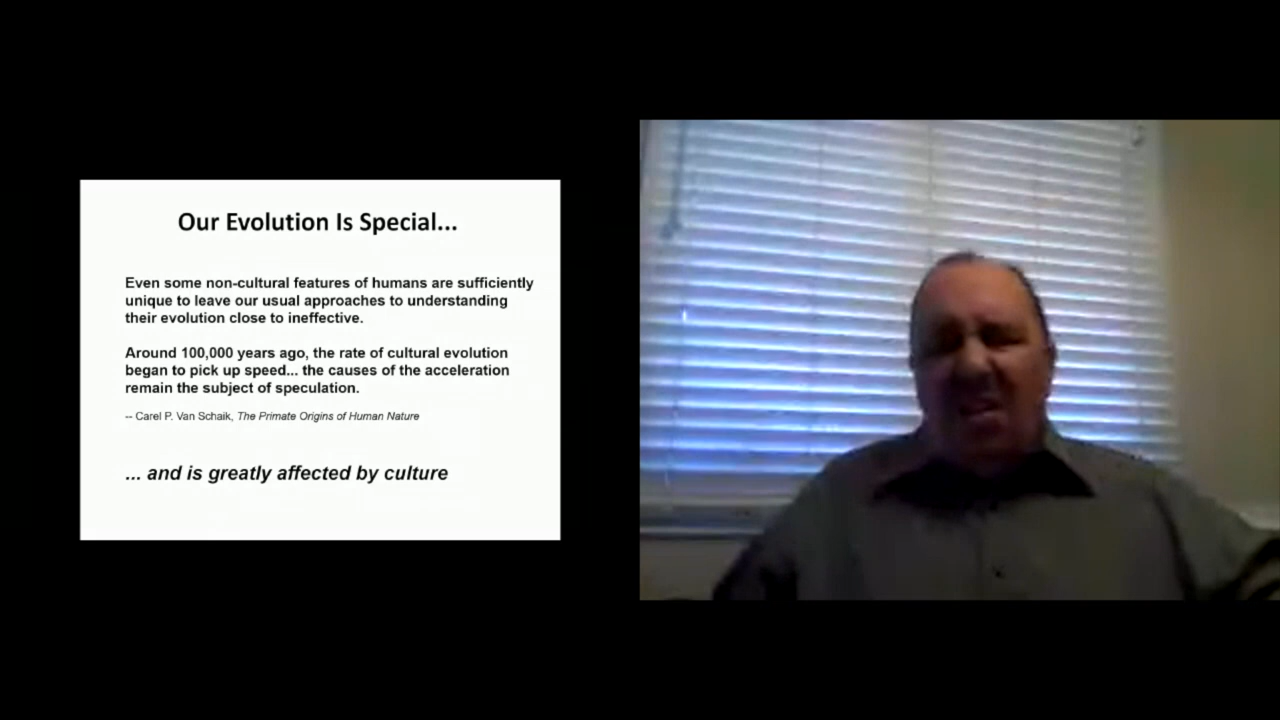 Our Evolution Is Special...
Even some non-cultural features of humans are sufficiently
unique to leave our usual approaches to understanding
their evolution close to ineffective.
Around 100,000 years ago, the rate of cultural evolution
began to pick up speed... the causes of the acceleration
remain the subject of speculation.
-- Carel P. Van Schaik, The Primate Origins of Human Nature
... and is greatly affected by culture